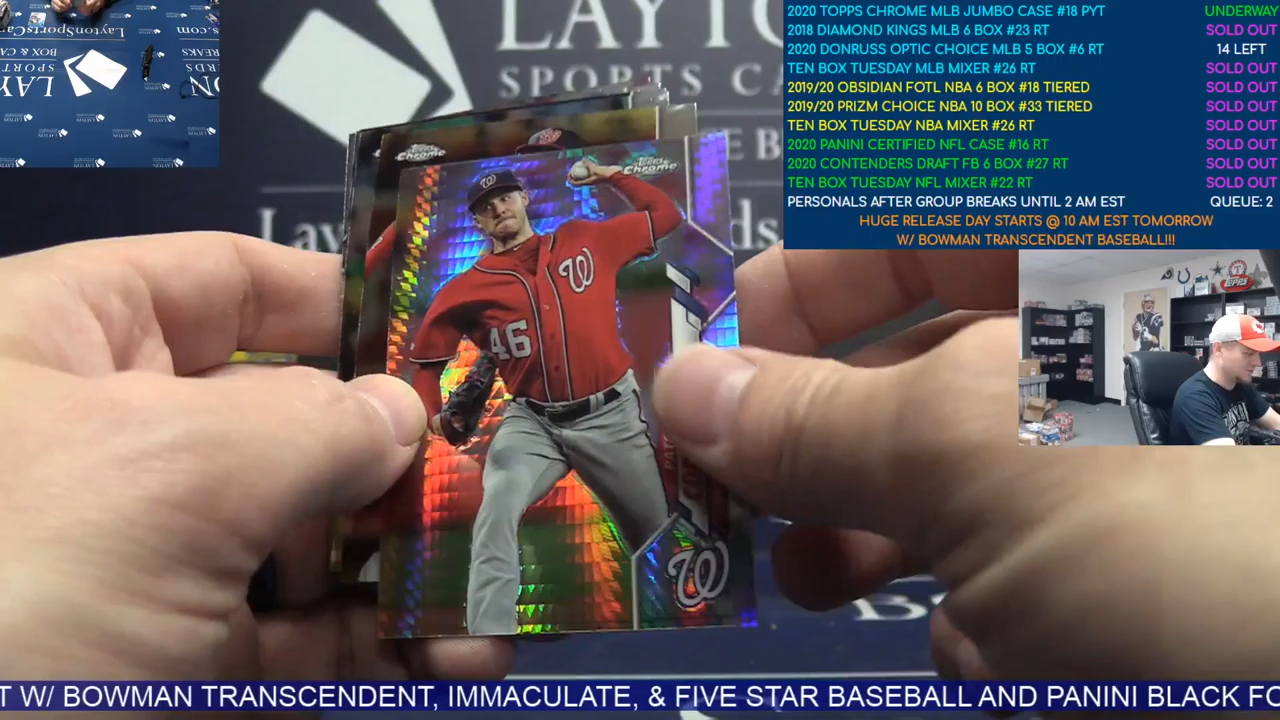 2020 TOPPS CHROME MLB JUMBO CASE #18 PYT UNDERWAY
2018 DIAMOND KINGS MLB 6 BOX #23 RT SOLD OUT
2020 DONRUSS OPTIC CHOICE MLB 5 BOX #6 RT 14 LEFT
TEN BOX TUESDAY MLB MIXER #26 RT SOLD OUT
2019/20 OBSIDIAN FOTL NBA 6 BOX #18 TIERED SOLD OUT
2019/20 PRIZM CHOICE NBA 10 BOX #33 TIERED SOLD OUT
TEN BOX TUESDAY NBA MIXER #26 RT SOLD OUT
2020 PANINI CERTIFIED NFL CASE #16 RT SOLD OUT
2020 CONTENDERS DRAFT FB 6 BOX #27 RT SOLD OUT
TEN BOX TUESDAY NFL MIXER #22 RT SOLD OUT
PERSONALS AFTER GROUP BREAKS UNTIL 2 AM EST QUEUE: 2
HUGE RELEASE DAY STARTS @ 10 AM EST TOMORROW
W/ BOWMAN TRANSCENDENT BASEBALL!!!
LAYTO
SPORTS CA
Topps Chrome
Topps Chrome
W
W
46
W
TOPPS
T W/ BOWMAN TRANSCENDENT, IMMACULATE, & FIVE STAR BASEBALL AND PANINI BLACK FO